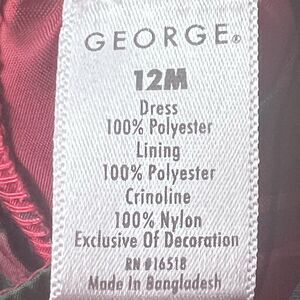 GEORGE®
12M
Dress
100% Polyester
Lining
100% Polyester
Crinoline
100% Nylon
Exclusive Of Decoration
RN #16518
Made In Bangladesh